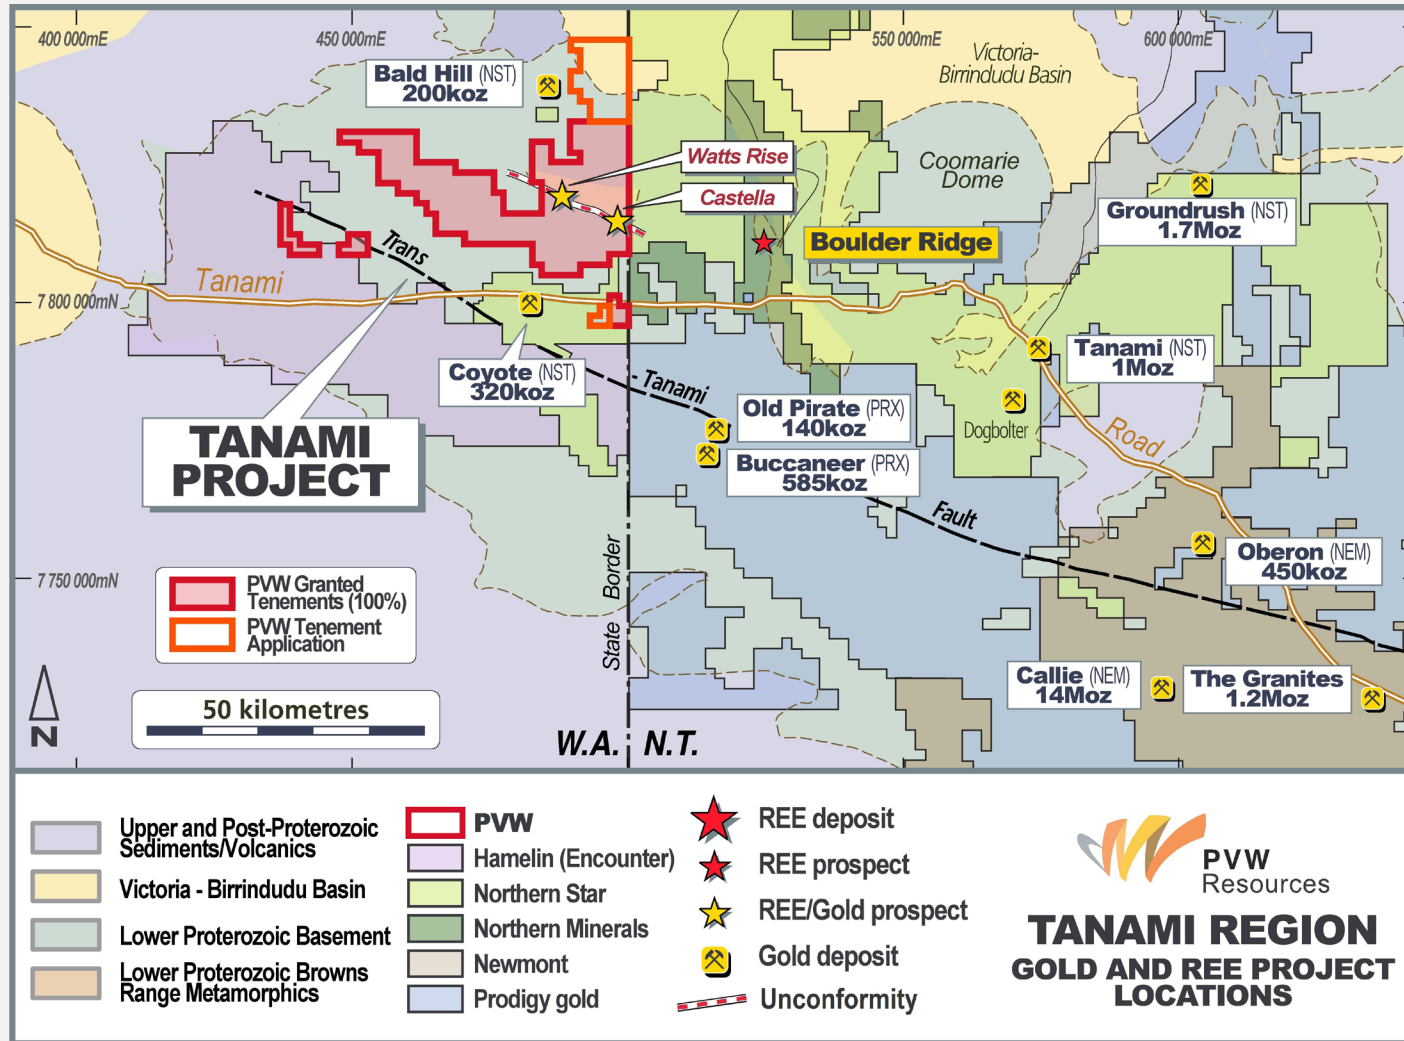 400 000mE
450 000mE
550 000mE
600 000mE
Victoria-
Birrindudu Basin
Bald Hill (NST)
200koz
Watts Rise
Castella
Coomarie
Dome
Groundrush (NST)
1.7Moz
Boulder Ridge
Trans
Tanami
7 800 000mN
Coyote (NST)
320koz
- Tanami
Tanami (NST)
1Moz
Old Pirate (PRX)
140koz
Dogbolter
Road
TANAMI
PROJECT
Buccaneer (PRX)
585koz
Fault
Oberon (NEM)
450koz
7 750 000mN
PVW Granted
Tenements (100%)
PVW Tenement
Application
State Border
Callie (NEM)
14Moz
The Granites
1.2Moz
N
50 kilometres
W.A.
N.T.
Upper and Post-Proterozoic
Sediments/Volcanics
Victoria - Birrindudu Basin
Lower Proterozoic Basement
Lower Proterozoic Browns
Range Metamorphics
PVW
Hamelin (Encounter)
Northern Star
Northern Minerals
Newmont
Prodigy gold
REE deposit
REE prospect
REE/Gold prospect
Gold deposit
Unconformity
PVW
Resources
TANAMI REGION
GOLD AND REE PROJECT
LOCATIONS